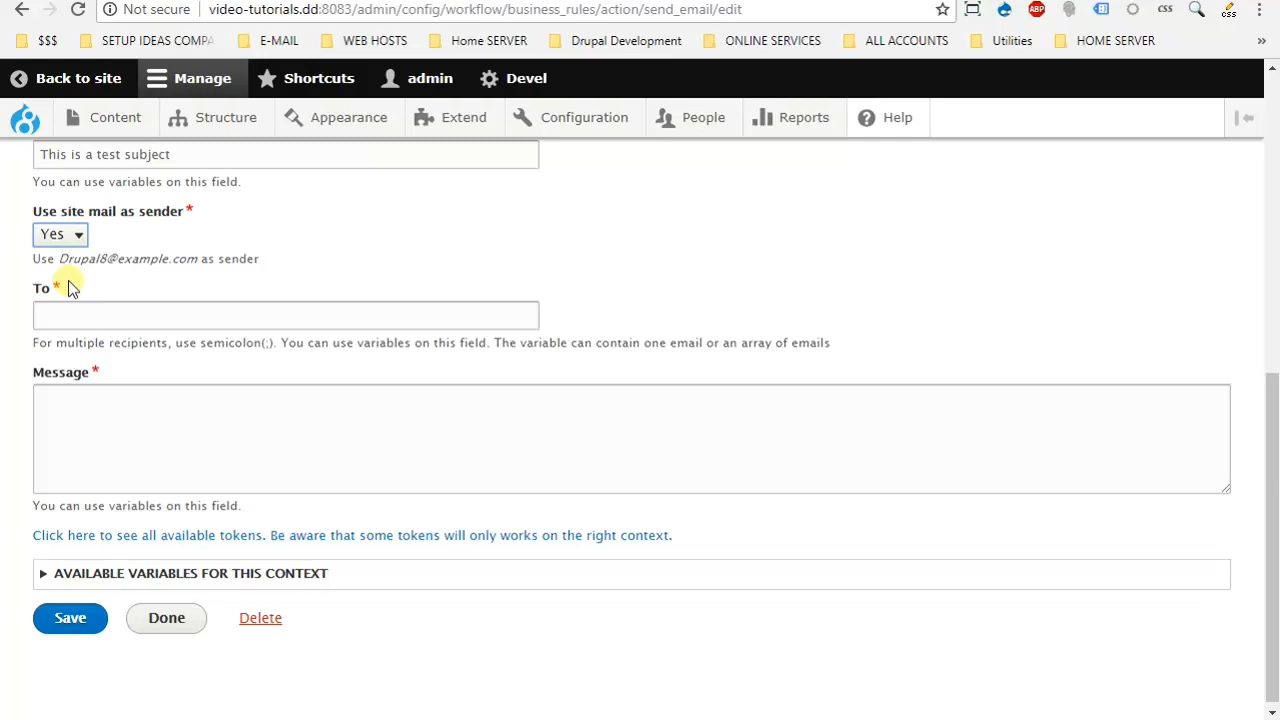 Not secure video-tutorials.dd:8083/admin/config/workflow/business_rules/action/send_email/edit ABP css css
$$$ SETUP IDEAS COMPA E-MAIL WEB HOSTS Home SERVER Drupal Development ONLINE SERVICES ALL ACCOUNTS Utilities HOME SERVER »
Back to site Manage Shortcuts admin Devel
Content Structure Appearance Extend Configuration People Reports Help
This is a test subject
You can use variables on this field.
Use site mail as sender*
Yes
Use Drupal8@example.com as sender
To *
For multiple recipients, use semicolon(;). You can use variables on this field. The variable can contain one email or an array of emails
Message *
You can use variables on this field.
Click here to see all available tokens. Be aware that some tokens will only works on the right context.
AVAILABLE VARIABLES FOR THIS CONTEXT
Save Done Delete